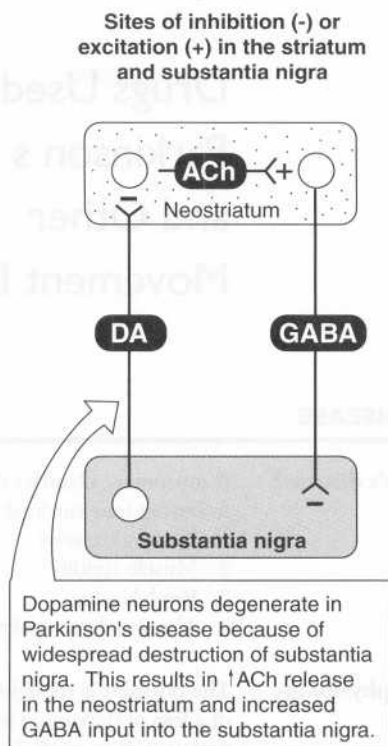 Sites of inhibition (-) or
excitation (+) in the striatum
and substantia nigra
ACh
+
-
Neostriatum
DA
GABA
-
Substantia nigra
Dopamine neurons degenerate in
Parkinson's disease because of
widespread destruction of substantia
nigra. This results in ↑ACh release
in the neostriatum and increased
GABA input into the substantia nigra.